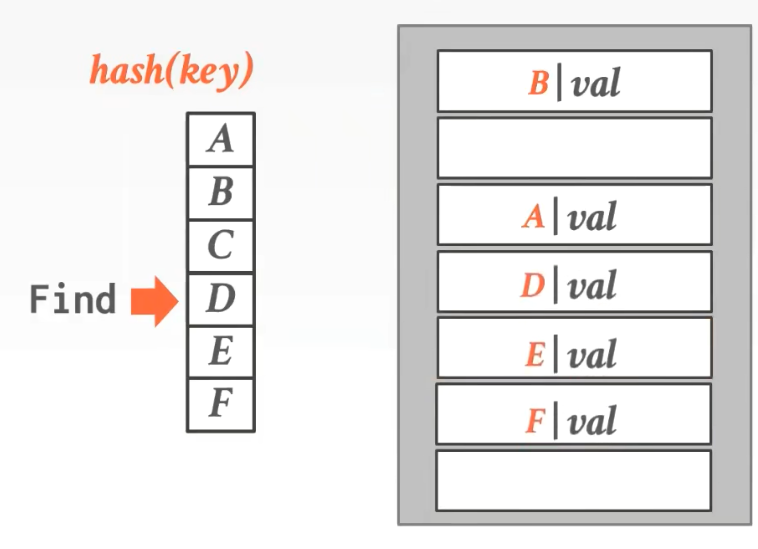 hash(key)
A
B
C
Find D
E
F
B|val
A|val
D|val
E|val
F|val